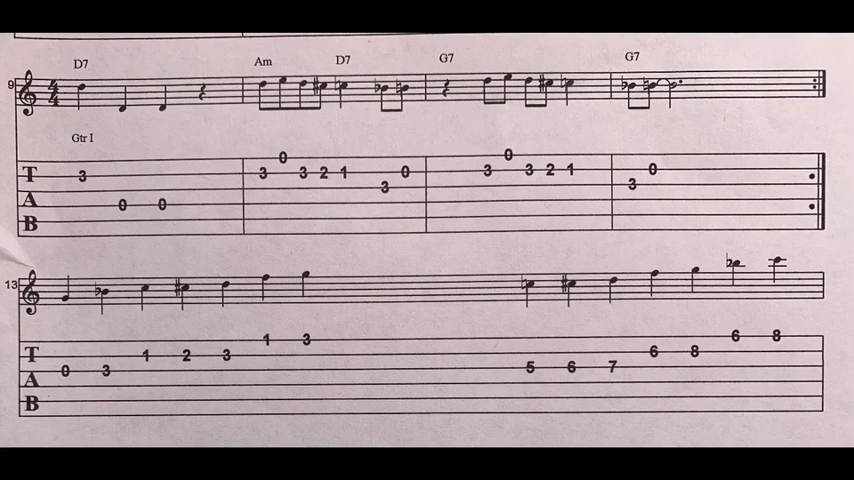 D7 Am D7 G7 G7
9 4 4
Gtr I
T A B
0 0
3 3 3 2 1 0 3 3 2 1 0
3 3
0 0
13
T A B
1 3 6 8
1 2 3 6 8
0 3 5 6 7